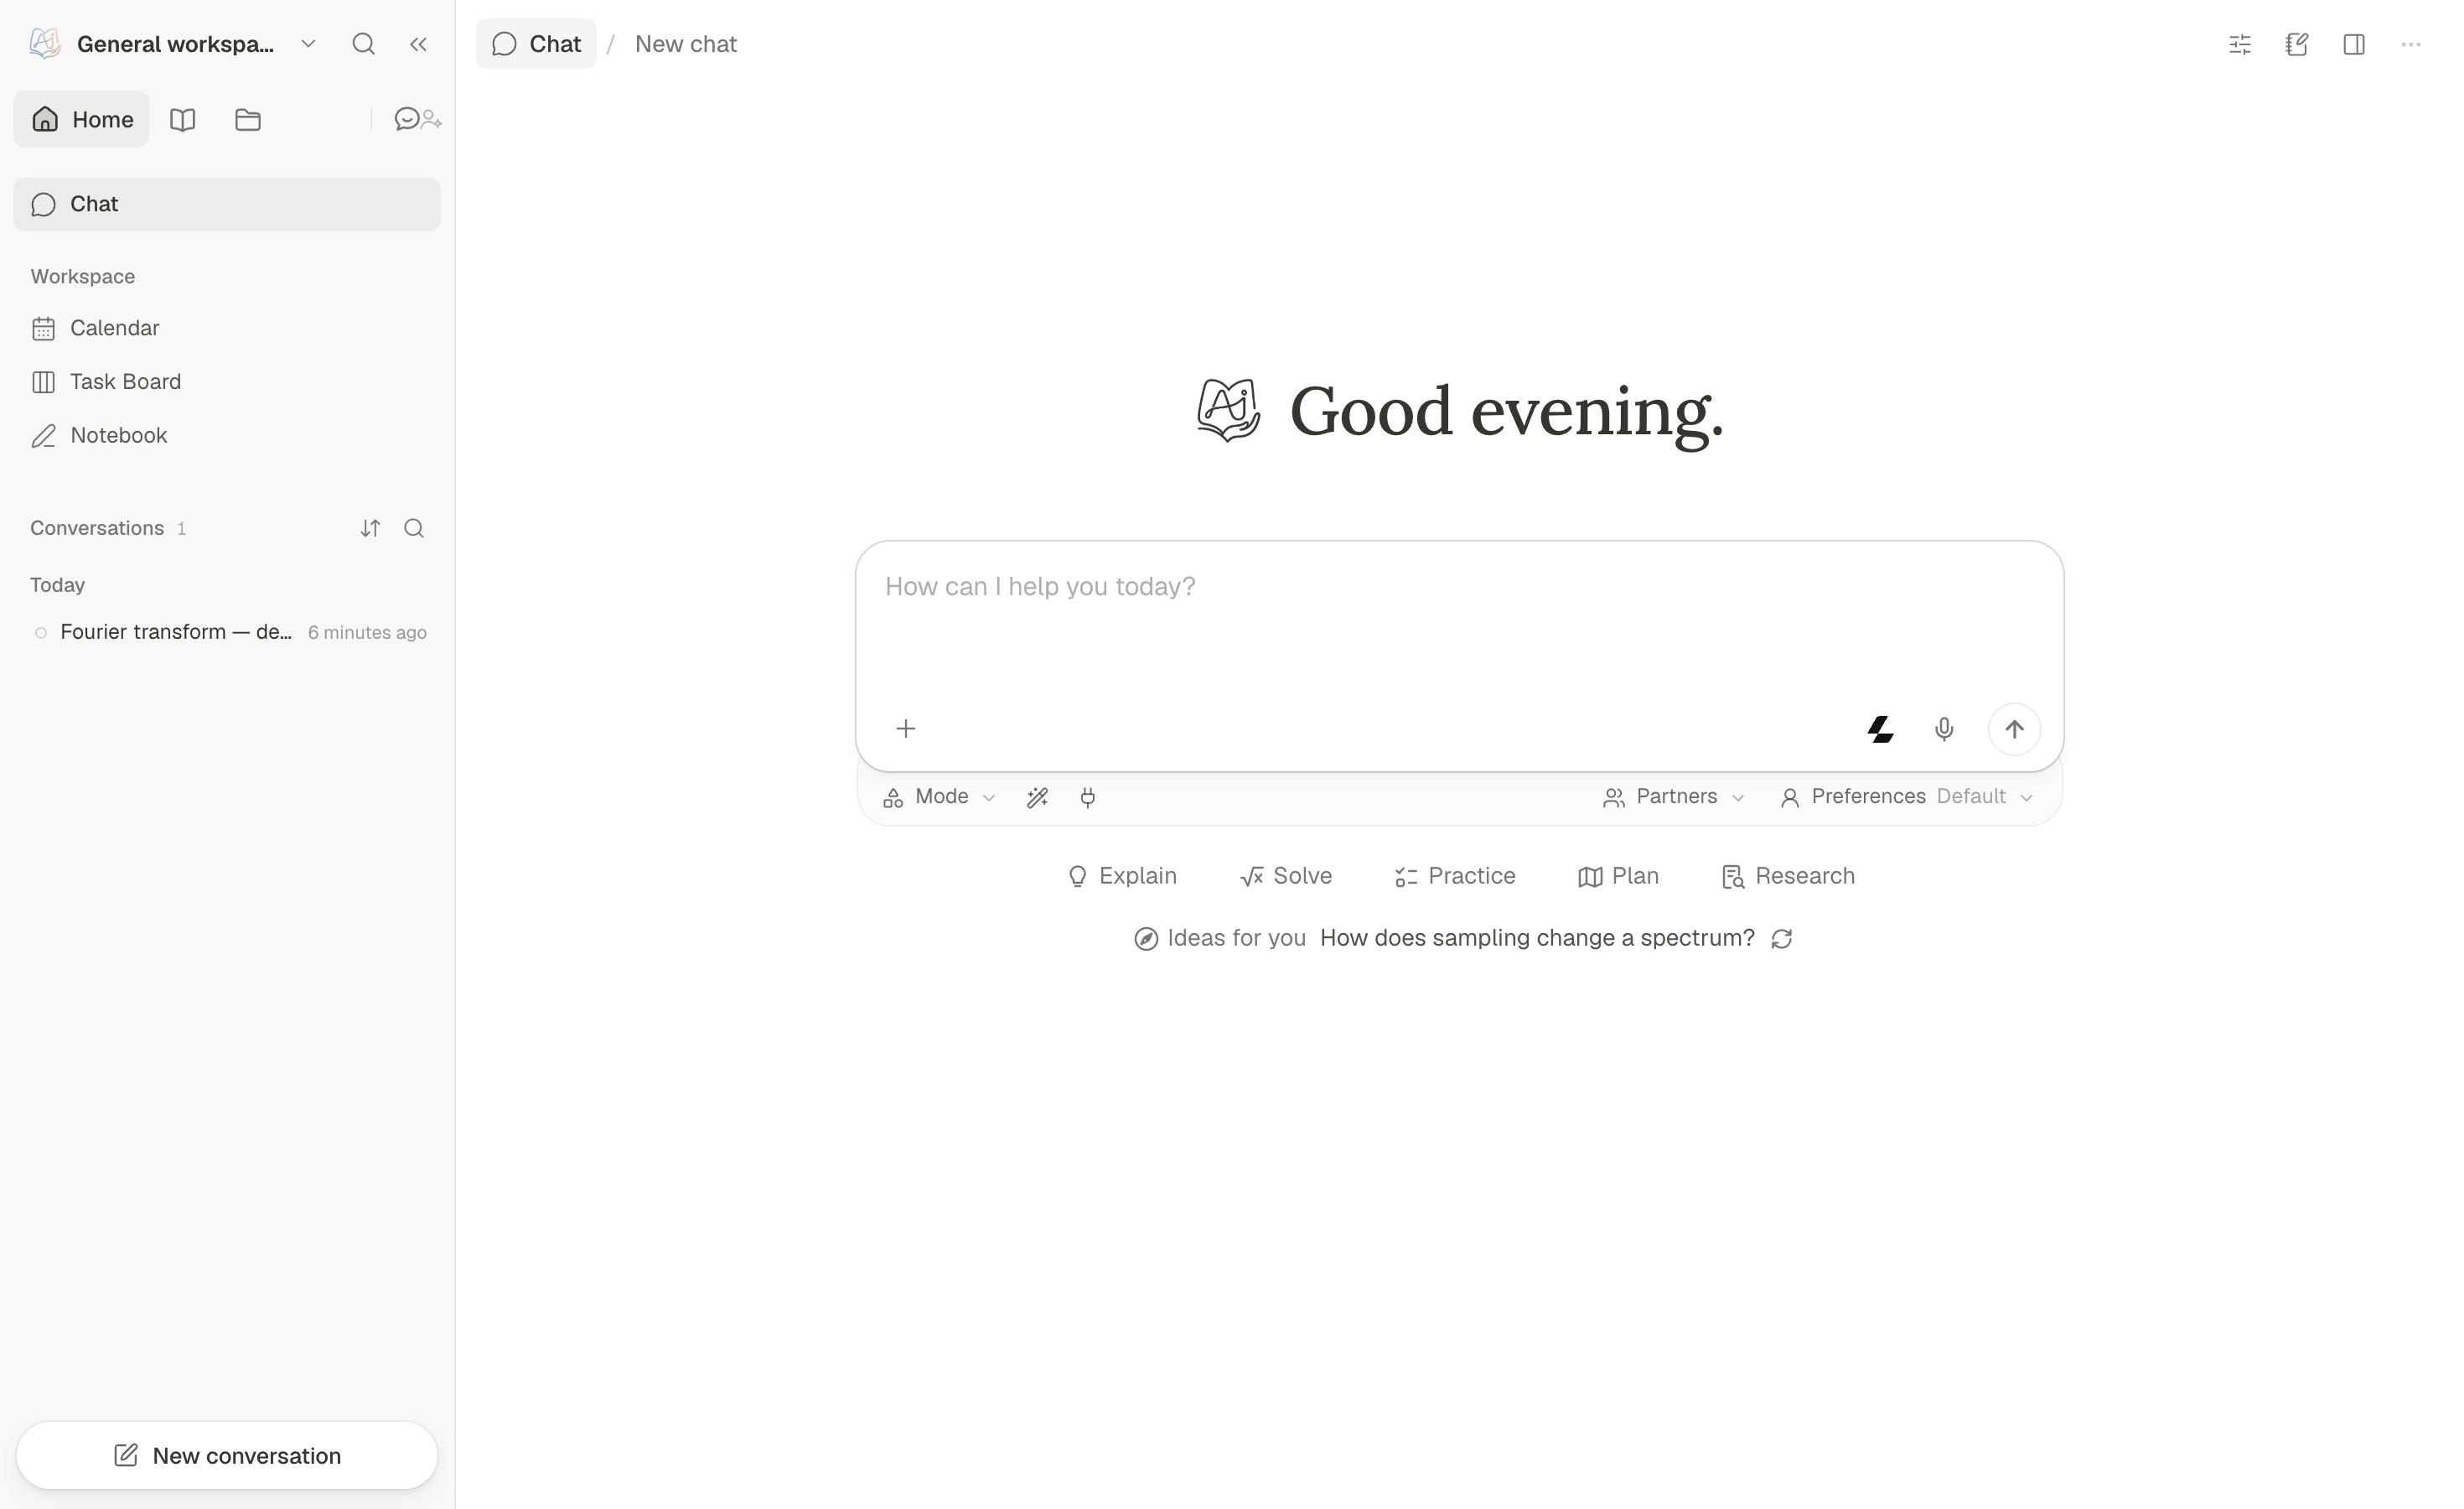 General workspa...
Home
Chat
Workspace
Calendar
Task Board
Notebook
Conversations 1
Today
Fourier transform — de... 6 minutes ago
New conversation
Chat / New chat
Good evening.
How can I help you today?
Mode
Partners
Preferences Default
Explain
Solve
Practice
Plan
Research
Ideas for you How does sampling change a spectrum?